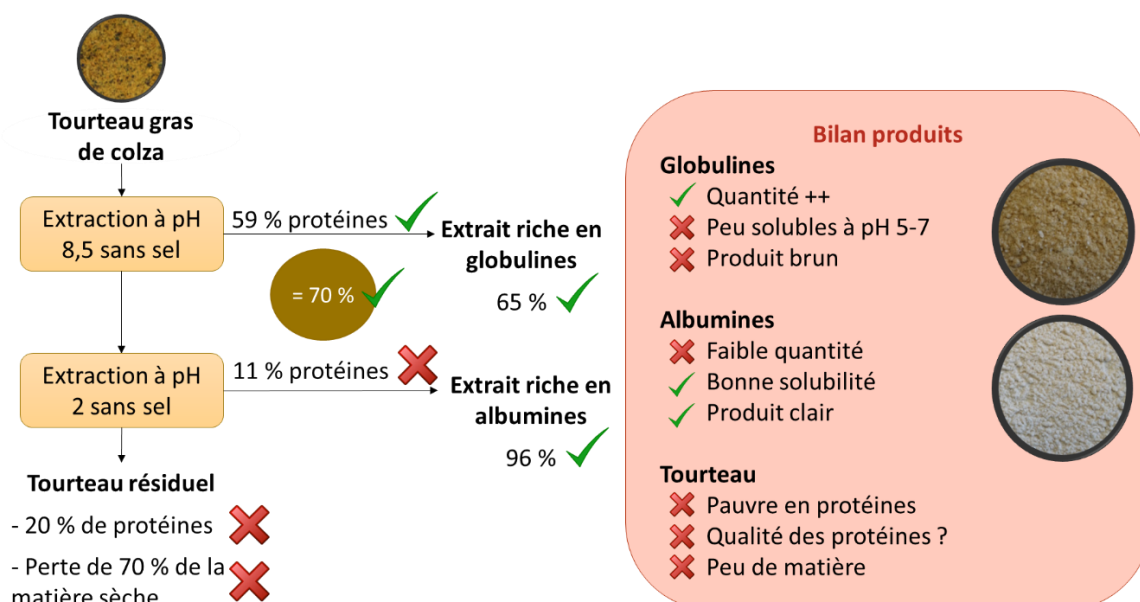 Tourteau gras
de colza
Extraction à pH
8,5 sans sel
59 % protéines
Extrait riche en
globulines
65 %
= 70 %
Extraction à pH
2 sans sel
11 % protéines
Extrait riche en
albumines
96 %
Tourteau résiduel
- 20 % de protéines
- Perte de 70 % de la
matière sèche
Bilan produits
Globulines
Quantité ++
Peu solubles à pH 5-7
Produit brun
Albumines
Faible quantité
Bonne solubilité
Produit clair
Tourteau
Pauvre en protéines
Qualité des protéines ?
Peu de matière